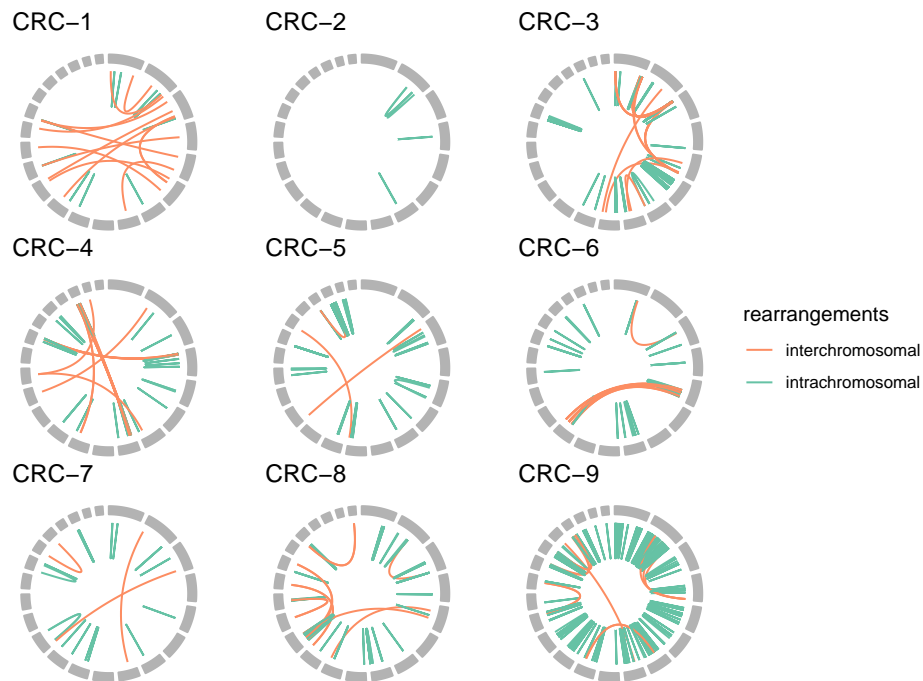 CRC−1
CRC−2
CRC−3
CRC−4
CRC−5
CRC−6
rearrangements
interchromosomal
intrachromosomal
CRC−7
CRC−8
CRC−9